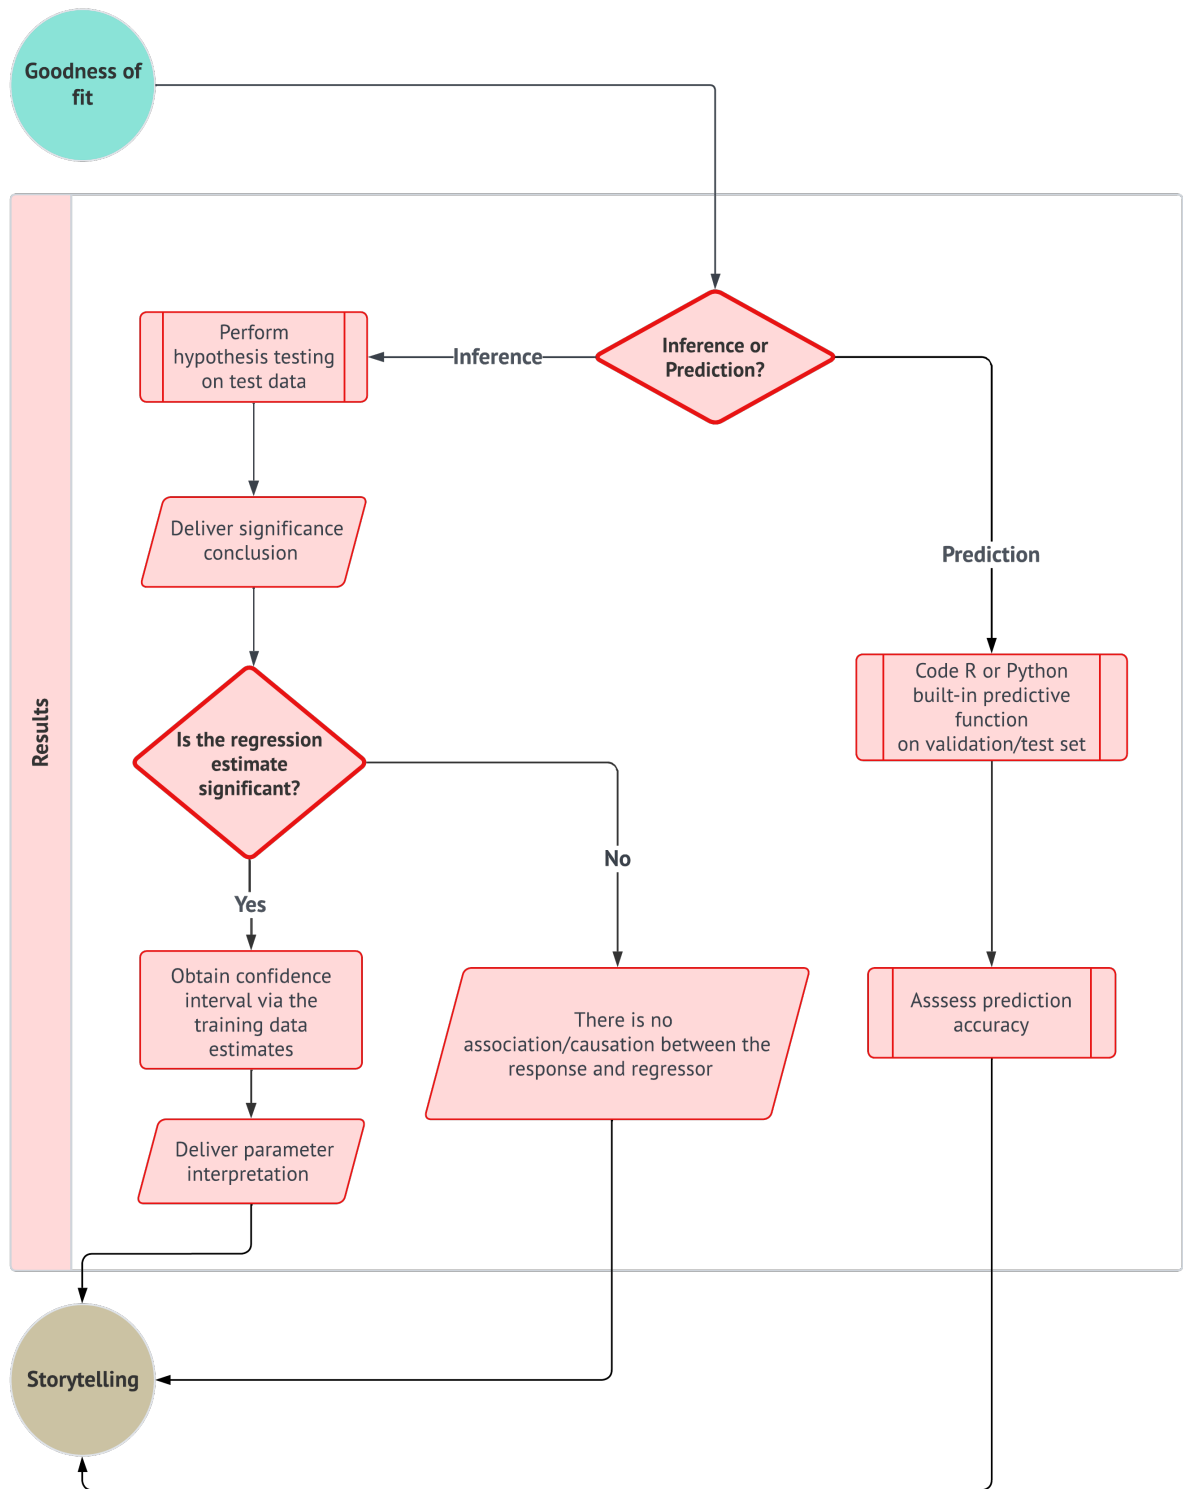 Goodness of
fit
Results
Inference or
Prediction?
Inference
Perform
hypothesis testing
on test data
Deliver significance
conclusion
Prediction
Code R or Python
built-in predictive
function
on validation/test set
Is the regression
estimate
significant?
No
Yes
Obtain confidence
interval via the
training data
estimates
There is no
association/causation between the
response and regressor
Asssess prediction
accuracy
Deliver parameter
interpretation
Storytelling